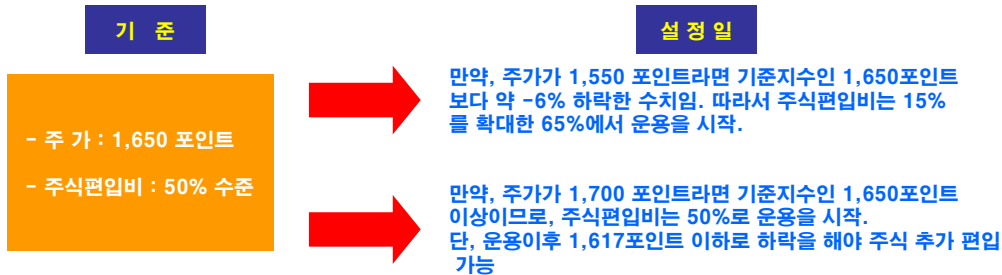 기 준
설 정 일
- 주 가 : 1,650 포인트
- 주식편입비 : 50% 수준
만약, 주가가 1,550 포인트라면 기준지수인 1,650포인트
보다 약 -6% 하락한 수치임. 따라서 주식편입비는 15%
를 확대한 65%에서 운용을 시작.
만약, 주가가 1,700 포인트라면 기준지수인 1,650포인트
이상이므로, 주식편입비는 50%로 운용을 시작.
단, 운용이후 1,617포인트 이하로 하락을 해야 주식 추가 편입
가능